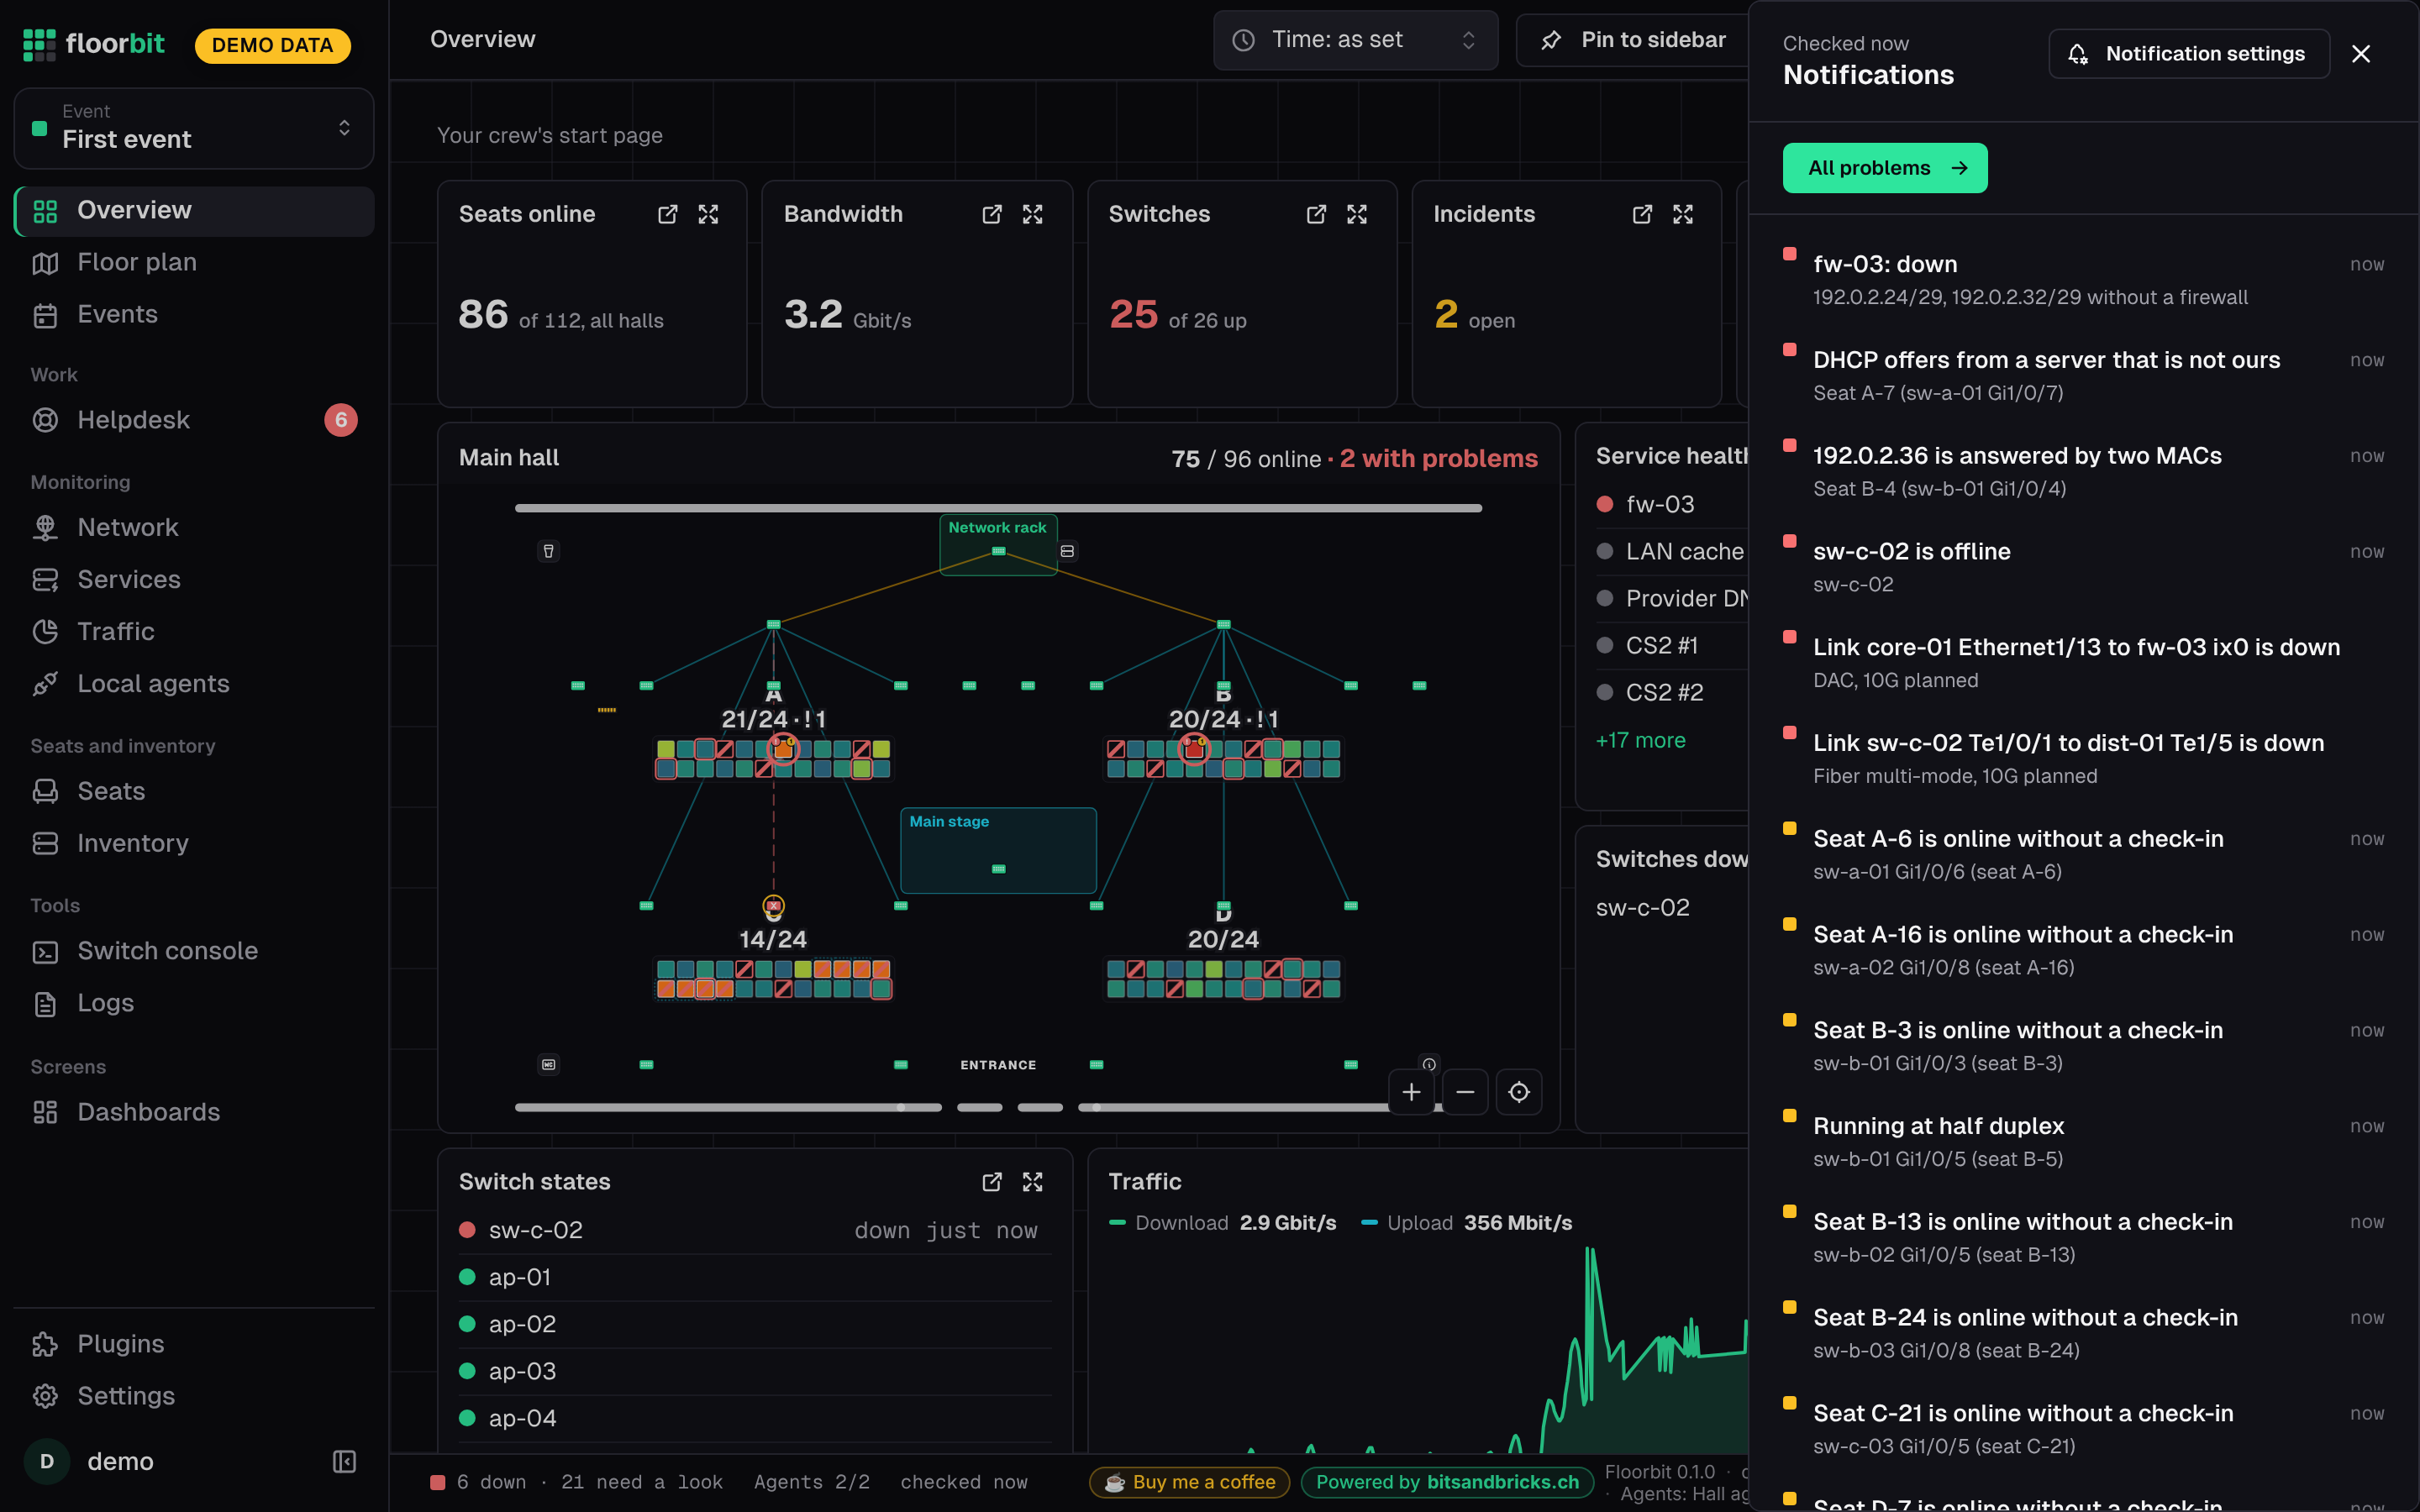 floorbit
DEMO DATA
Event
First event
Overview
Floor plan
Events
Work
Helpdesk
6
Monitoring
Network
Services
Traffic
Local agents
Seats and inventory
Seats
Inventory
Tools
Switch console
Logs
Screens
Dashboards
Plugins
Settings
D
demo
Overview
Time: as set
Pin to sidebar
Your crew's start page
Seats online
86 of 112, all halls
Bandwidth
3.2 Gbit/s
Switches
25 of 26 up
Incidents
2 open
Main hall
75 / 96 online · 2 with problems
Network rack
A
21/24 · ! 1
B
20/24 · ! 1
Main stage
14/24
D
20/24
WC
ENTRANCE
Service health
fw-03
LAN cache
Provider
CS2 #1
CS2 #2
+17 more
Switches
sw-c-02
Switch states
sw-c-02
down just now
ap-01
ap-02
ap-03
ap-04
Traffic
Download 2.9 Gbit/s
Upload 356 Mbit/s
6 down · 21 need a look
Agents 2/2
checked now
Buy me a coffee
Powered by bitsandbricks.ch
Floorbit 0.1.0 ·
· Agents: Hall
Checked now
Notifications
Notification settings
All problems
fw-03: down
now
192.0.2.24/29, 192.0.2.32/29 without a firewall
DHCP offers from a server that is not ours
now
Seat A-7 (sw-a-01 Gi1/0/7)
192.0.2.36 is answered by two MACs
now
Seat B-4 (sw-b-01 Gi1/0/4)
sw-c-02 is offline
now
sw-c-02
Link core-01 Ethernet1/13 to fw-03 ix0 is down
DAC, 10G planned
Link sw-c-02 Te1/0/1 to dist-01 Te1/5 is down
Fiber multi-mode, 10G planned
Seat A-6 is online without a check-in
now
sw-a-01 Gi1/0/6 (seat A-6)
Seat A-16 is online without a check-in
now
sw-a-02 Gi1/0/8 (seat A-16)
Seat B-3 is online without a check-in
now
sw-b-01 Gi1/0/3 (seat B-3)
Running at half duplex
now
sw-b-01 Gi1/0/5 (seat B-5)
Seat B-13 is online without a check-in
now
sw-b-02 Gi1/0/5 (seat B-13)
Seat B-24 is online without a check-in
now
sw-b-03 Gi1/0/8 (seat B-24)
Seat C-21 is online without a check-in
now
sw-c-03 Gi1/0/5 (seat C-21)
Seat D-7 is online without a check-in
now